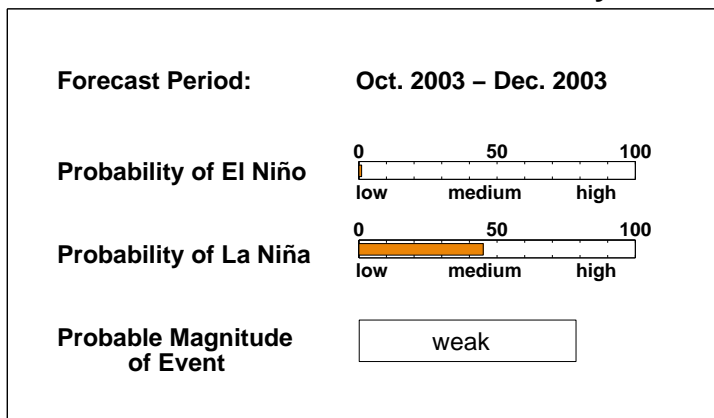 Forecast Period: Oct. 2003 – Dec. 2003
0 50 100
Probability of El Niño
low medium high
0 50 100
Probability of La Niña
low medium high
Probable Magnitude
of Event
weak